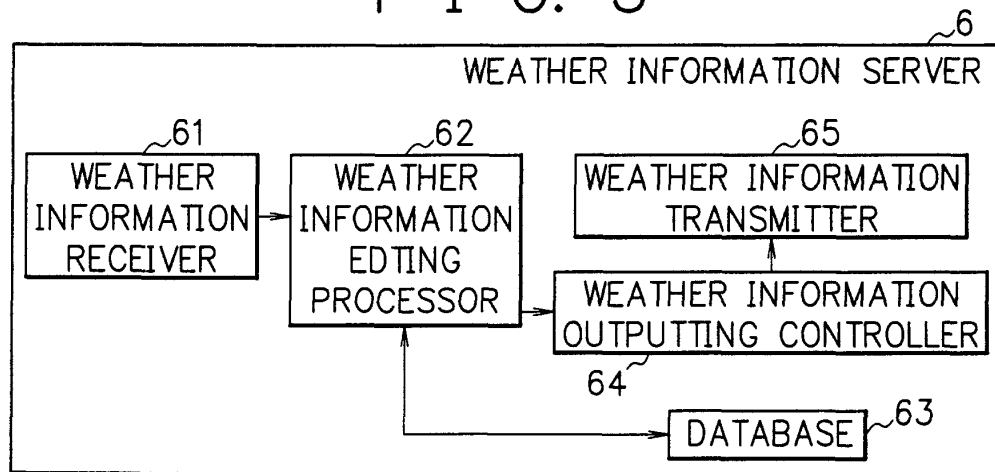 6
WEATHER INFORMATION SERVER
61
WEATHER
INFORMATION
RECEIVER
62
WEATHER
INFORMATION
EDTING
PROCESSOR
65
WEATHER INFORMATION
TRANSMITTER
WEATHER INFORMATION
OUTPUTTING CONTROLLER
64
DATABASE
63